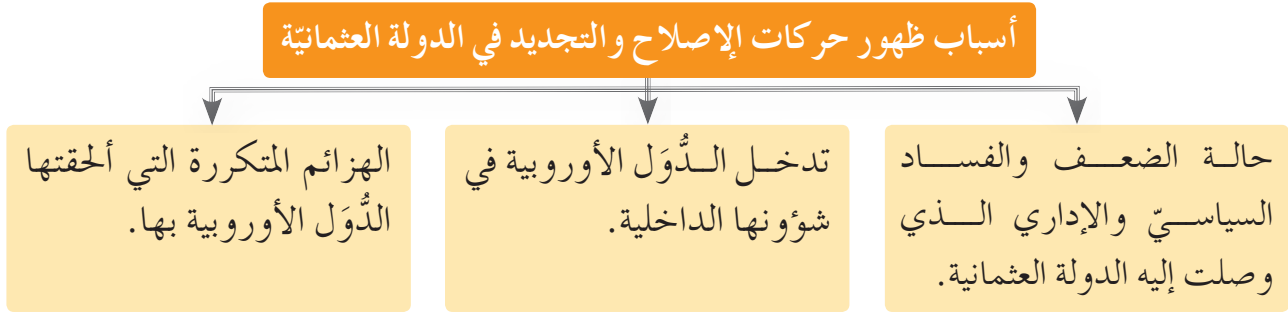 أسباب ظهور حركات الإصلاح والتجديد في الدولة العثمانيّة
حالة الضعف والفساد
السياسيّ والإداري الذي
وصلت إليه الدولة العثمانية.
تدخل الدُّوَل الأوروبية في
شؤونها الداخلية.
الهزائم المتكررة التي ألحقتها
الدُّوَل الأوروبية بها.